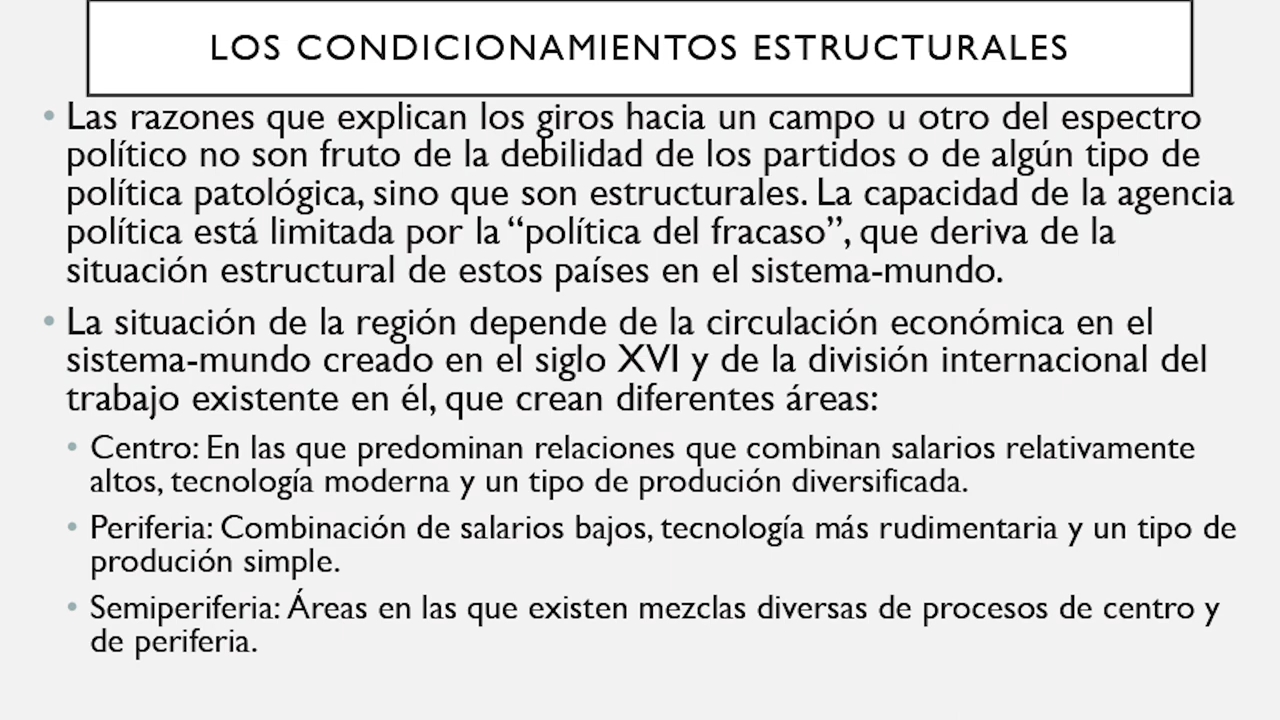 LOS CONDICIONAMIENTOS ESTRUCTURALES
• Las razones que explican los giros hacia un campo u otro del espectro
político no son fruto de la debilidad de los partidos o de algún tipo de
política patológica, sino que son estructurales. La capacidad de la agencia
política está limitada por la “política del fracaso”, que deriva de la
situación estructural de estos países en el sistema-mundo.
• La situación de la región depende de la circulación económica en el
sistema-mundo creado en el siglo XVI y de la división internacional del
trabajo existente en él, que crean diferentes áreas:
• Centro: En las que predominan relaciones que combinan salarios relativamente
altos, tecnología moderna y un tipo de produción diversificada.
• Periferia: Combinación de salarios bajos, tecnología más rudimentaria y un tipo de
produción simple.
• Semiperiferia: Áreas en las que existen mezclas diversas de procesos de centro y
de periferia.